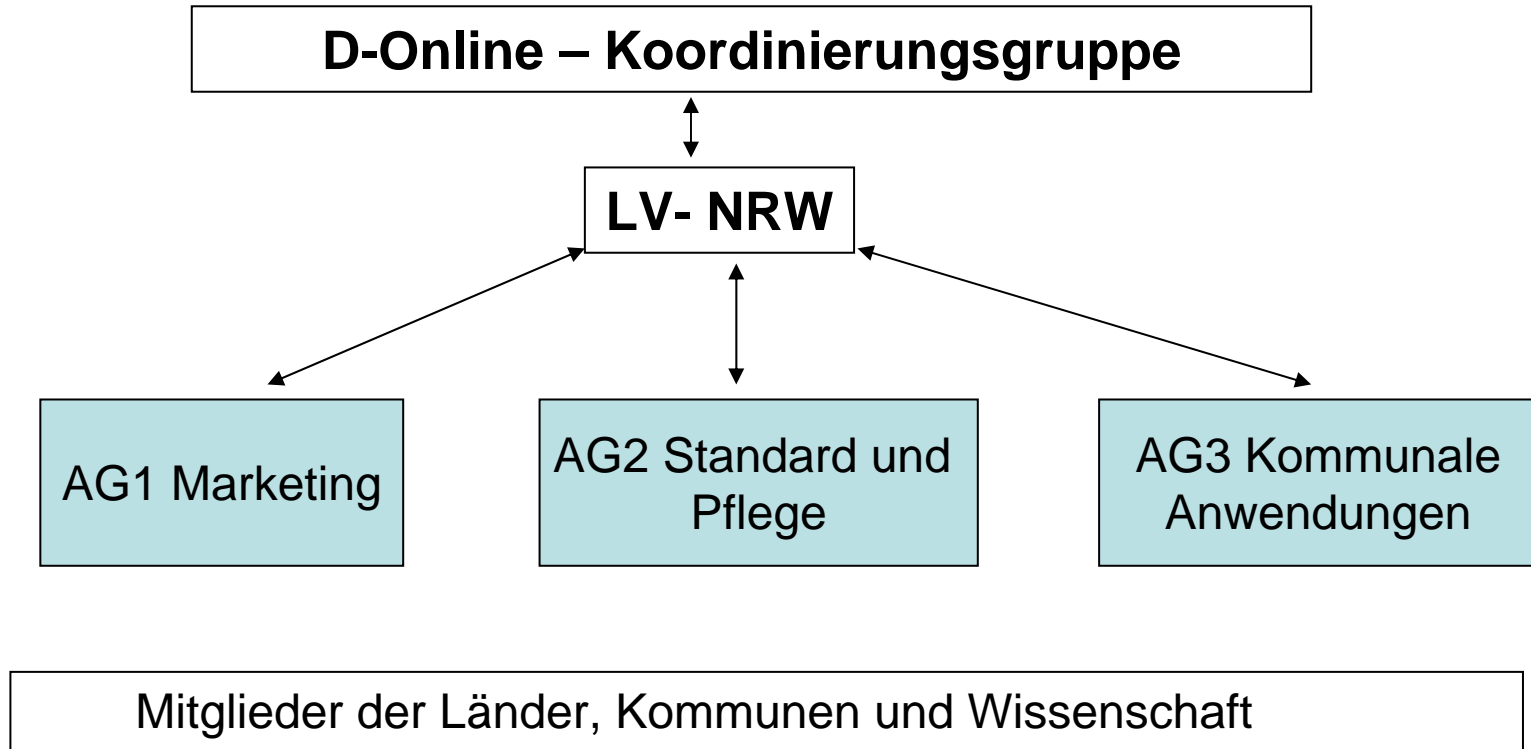 D-Online – Koordinierungsgruppe
LV- NRW
AG1 Marketing
AG2 Standard und
Pflege
AG3 Kommunale
Anwendungen
Mitglieder der Länder, Kommunen und Wissenschaft